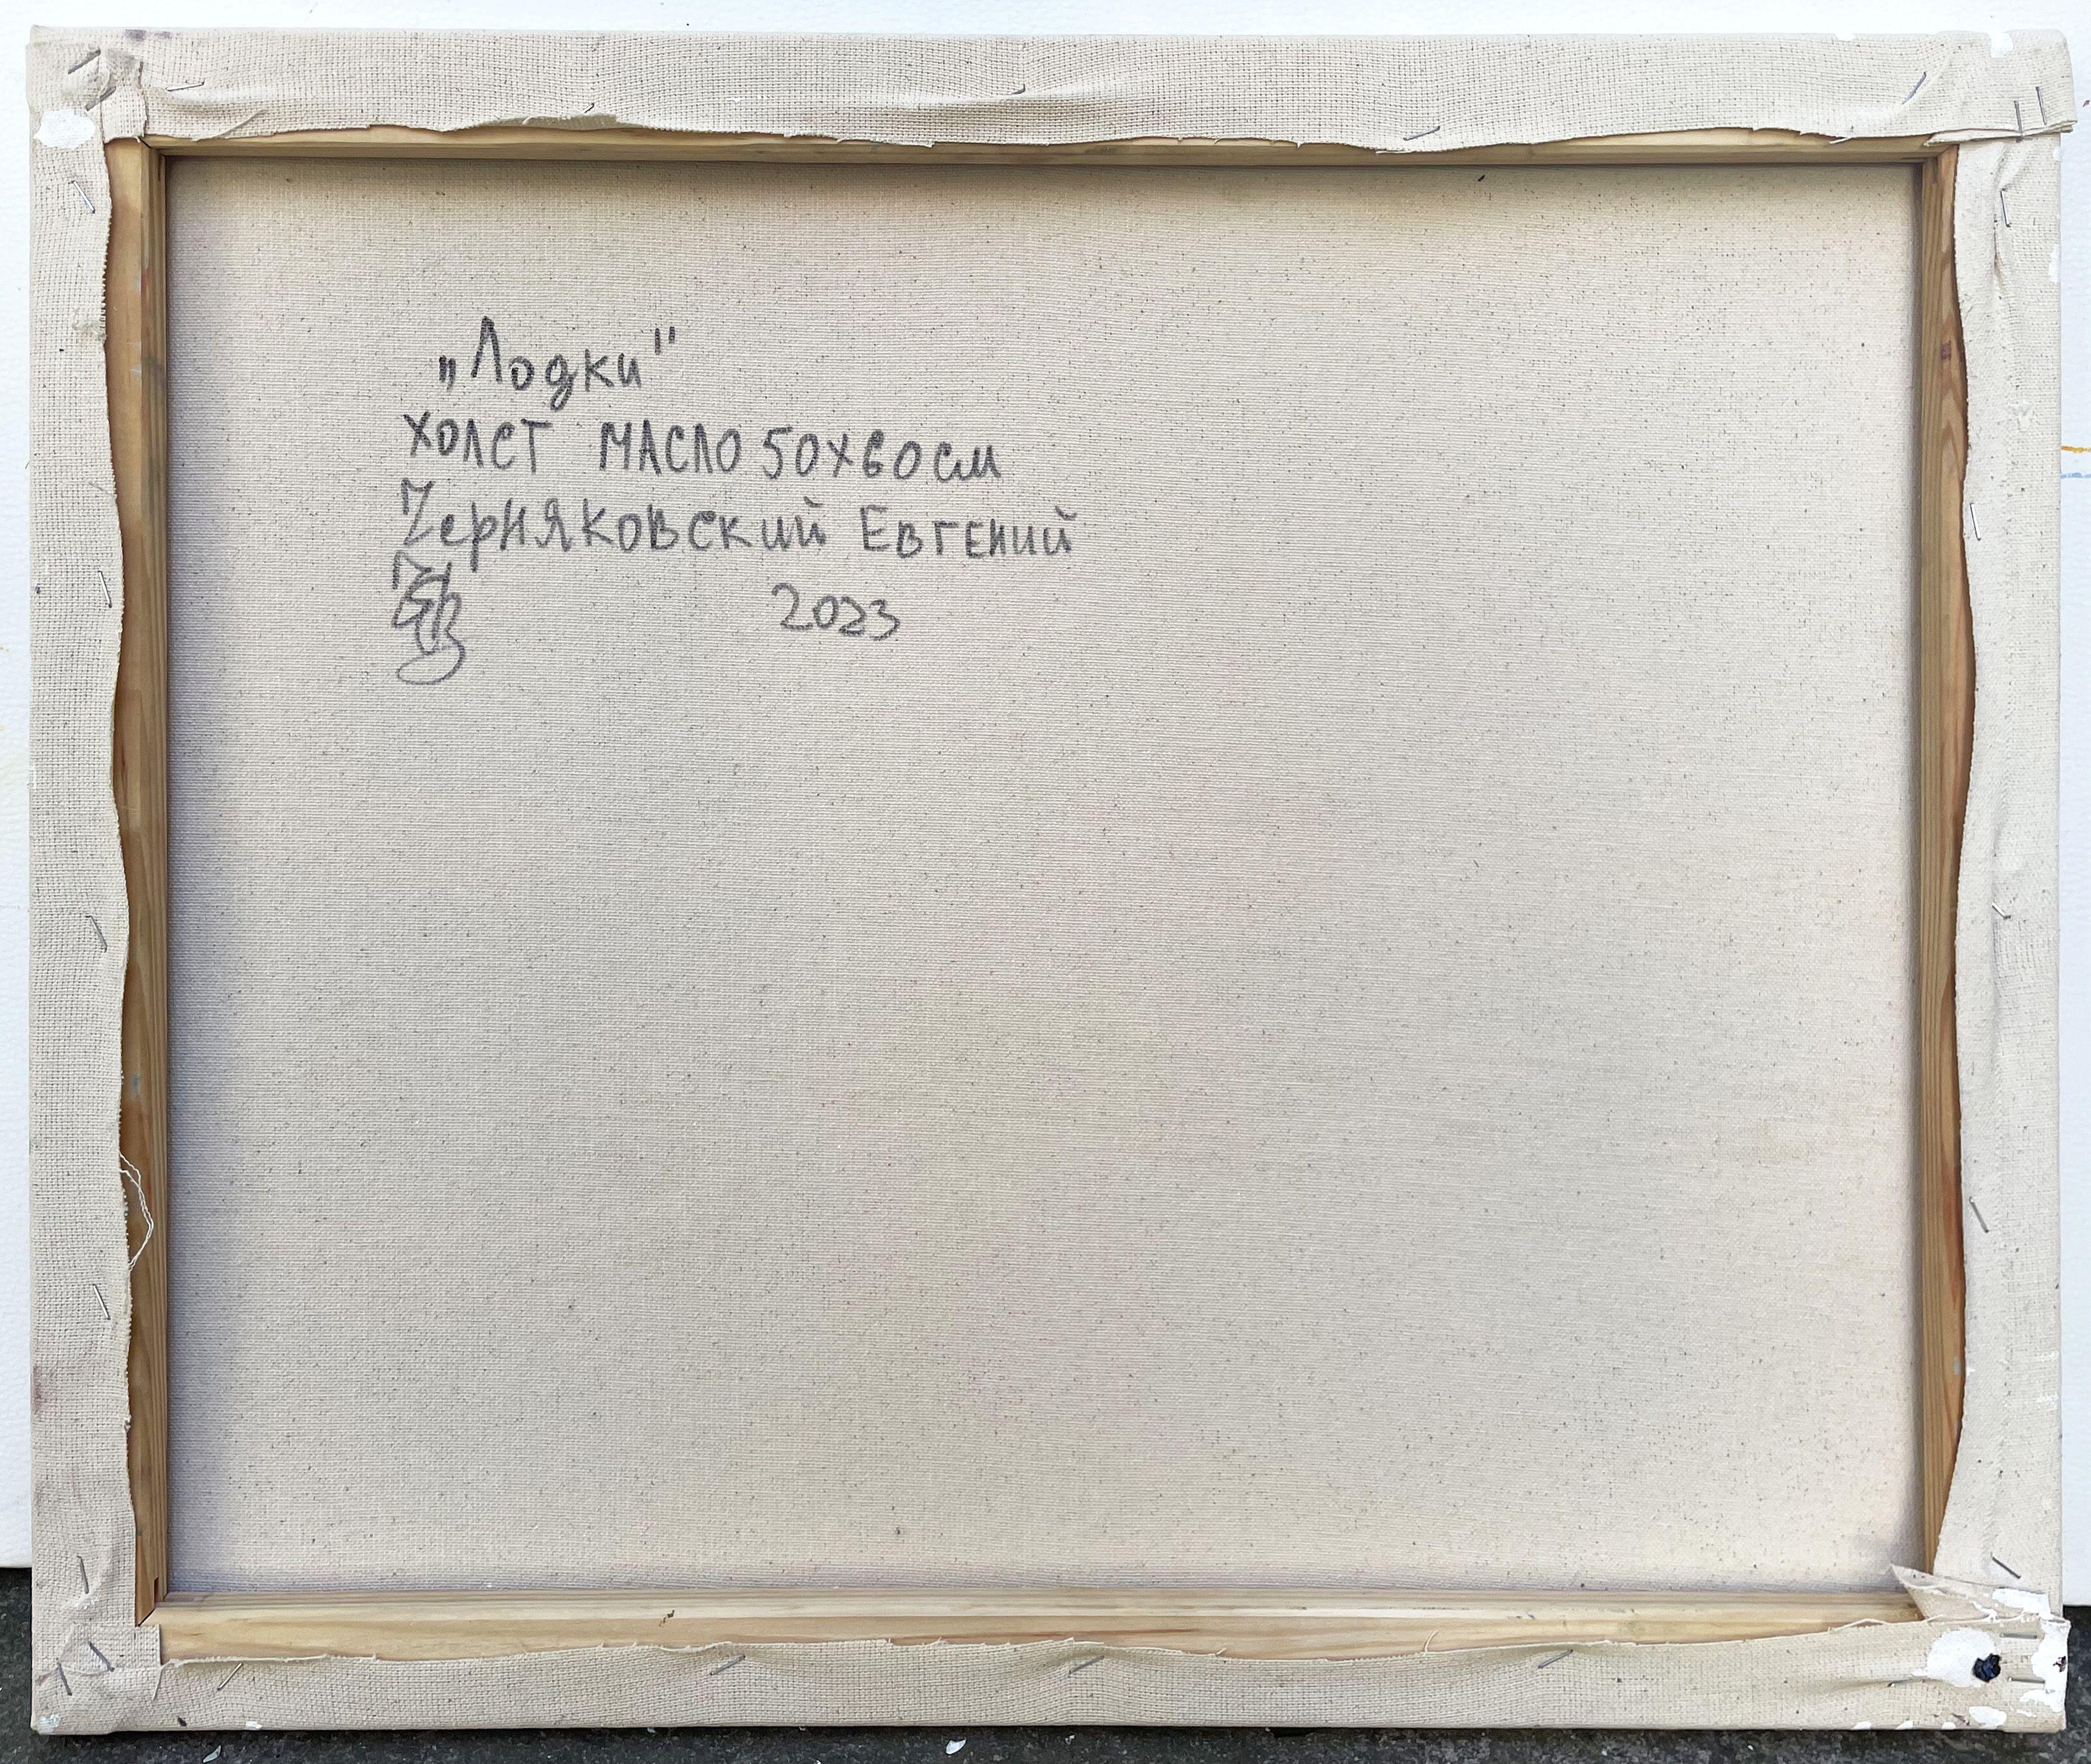 „Лодки"
ХОЛСТ МАСЛО 50Х60см
Черняковский Евгений
2023